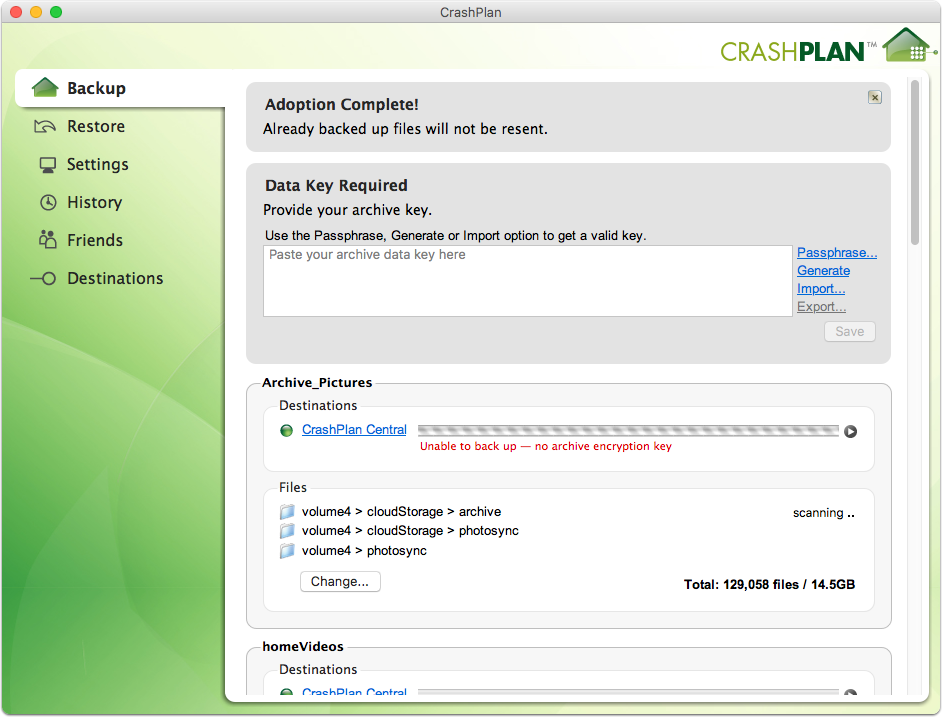 CrashPlan
CRASHPLAN™
Backup
Restore
Settings
History
Friends
Destinations
Adoption Complete!
Already backed up files will not be resent.
Data Key Required
Provide your archive key.
Use the Passphrase, Generate or Import option to get a valid key.
Paste your archive data key here
Passphrase...
Generate
Import...
Export...
Save
Archive_Pictures
Destinations
CrashPlan Central
Unable to back up — no archive encryption key
Files
volume4 > cloudStorage > archive
scanning ..
volume4 > cloudStorage > photosync
volume4 > photosync
Change...
Total: 129,058 files / 14.5GB
homeVideos
Destinations
CrashPlan Central